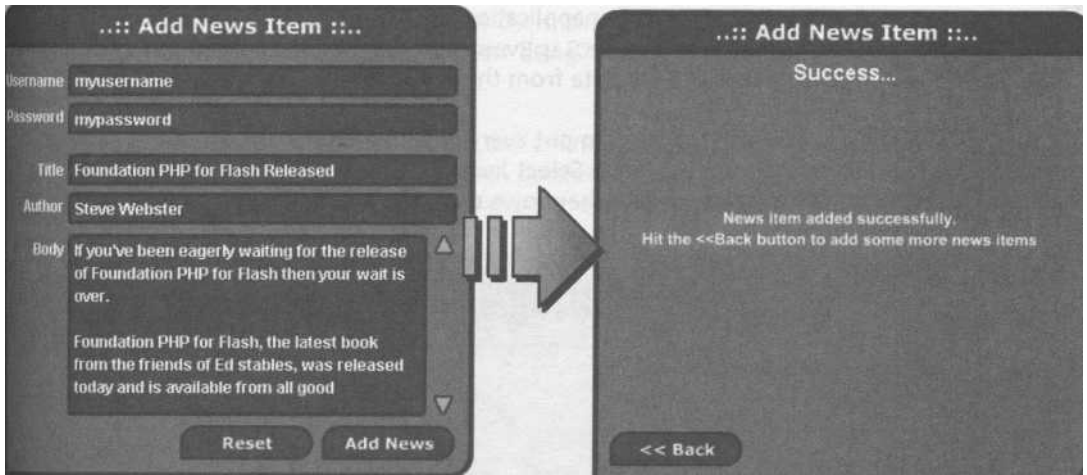 ..:: Add News Item ::..
Username myusername
Password mypassword
Title Foundation PHP for Flash Released
Author Steve Webster
Body If you've been eagerly waiting for the release
of Foundation PHP for Flash then your wait is
over.
Foundation PHP for Flash, the latest book
from the friends of Ed stables, was released
today and is available from all good
Reset Add News
..:: Add News Item ::..
Success...
News item added successfully.
Hit the <<Back button to add some more news items
<< Back